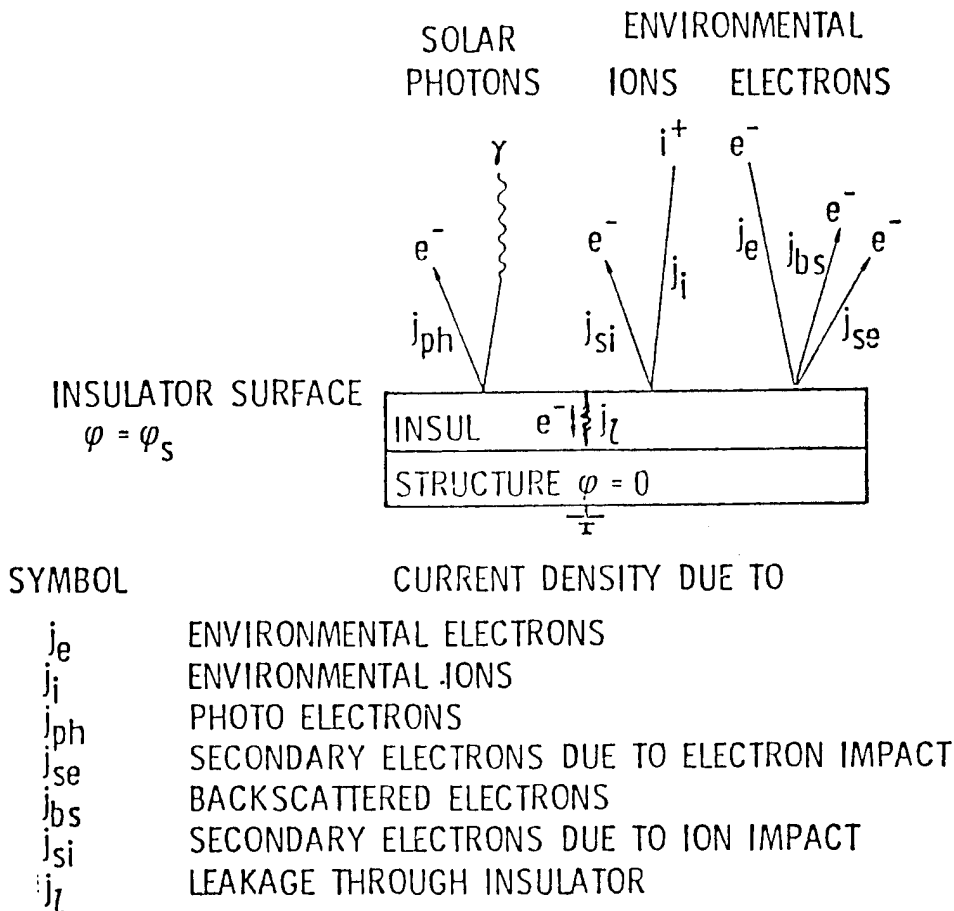 SOLAR PHOTONS
ENVIRONMENTAL
IONS ELECTRONS
γ
i⁺
e⁻
e⁻
e⁻
e⁻
e⁻
e⁻
j_ph
j_si
j_i
j_e
j_bs
j_se
INSULATOR SURFACE
φ = φ_s
INSUL e⁻ j_l
STRUCTURE φ = 0
SYMBOL CURRENT DENSITY DUE TO
j_e ENVIRONMENTAL ELECTRONS
j_i ENVIRONMENTAL IONS
j_ph PHOTO ELECTRONS
j_se SECONDARY ELECTRONS DUE TO ELECTRON IMPACT
j_bs BACKSCATTERED ELECTRONS
j_si SECONDARY ELECTRONS DUE TO ION IMPACT
j_l LEAKAGE THROUGH INSULATOR